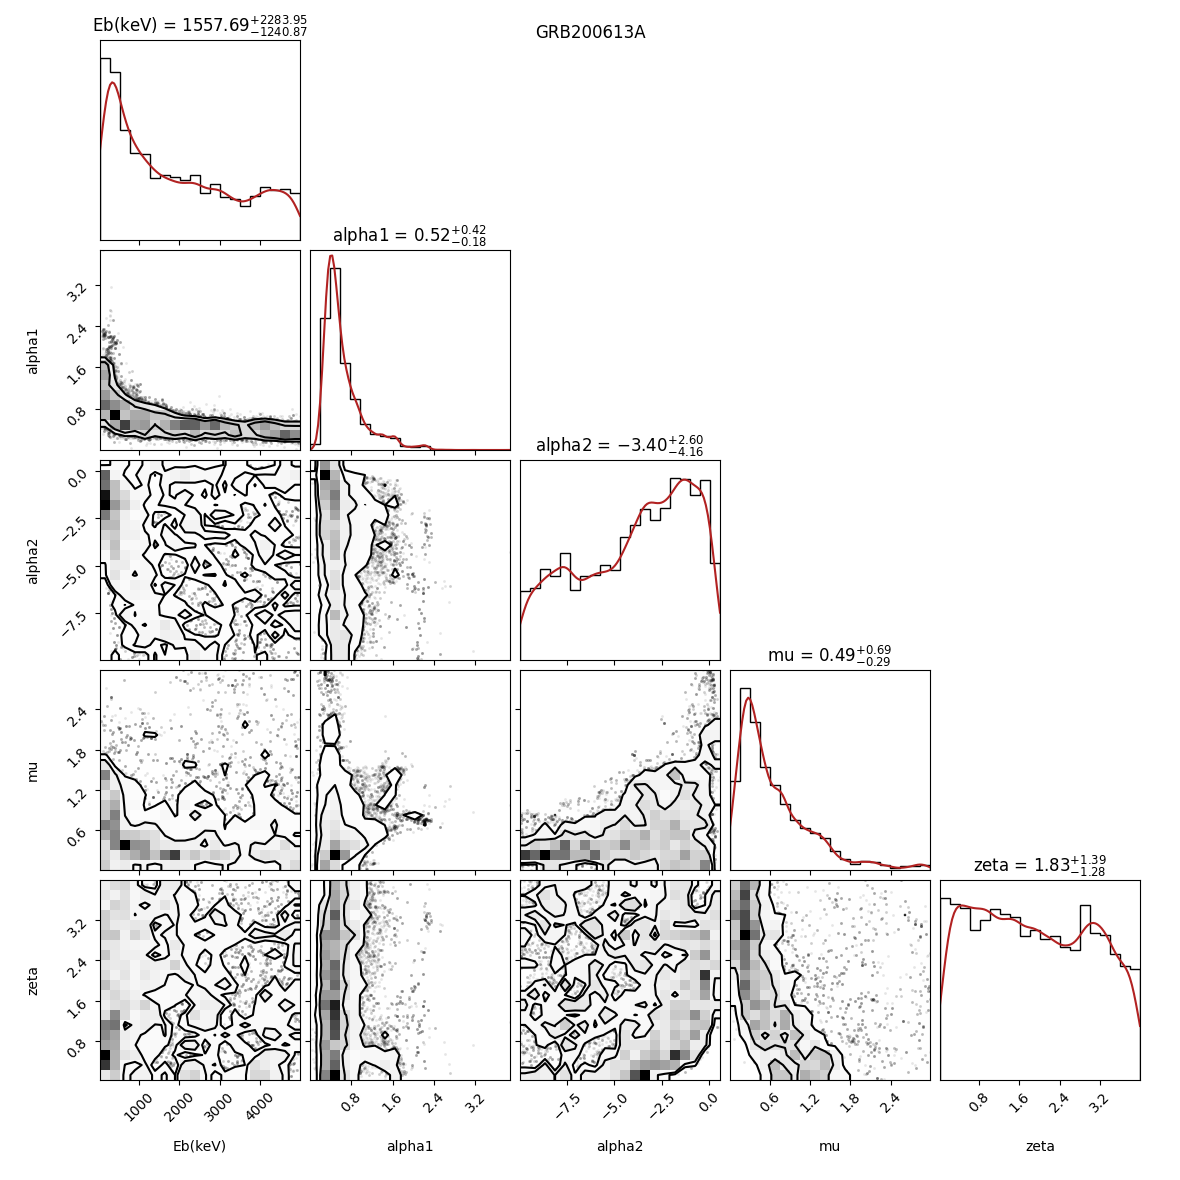 GRB200613A
Eb(keV) = 1557.69+2283.95−1240.87
alpha1 = 0.52+0.42−0.18
alpha1
3.2
2.4
1.6
0.8
alpha2 = −3.40+2.60−4.16
alpha2
0.0
−2.5
−5.0
−7.5
mu = 0.49+0.69−0.29
mu
2.4
1.8
1.2
0.6
zeta = 1.83+1.39−1.28
zeta
3.2
2.4
1.6
0.8
1000 2000 3000 4000
0.8 1.6 2.4 3.2
−7.5 −5.0 −2.5 0.0
0.6 1.2 1.8 2.4
0.8 1.6 2.4 3.2
Eb(keV) alpha1 alpha2 mu zeta